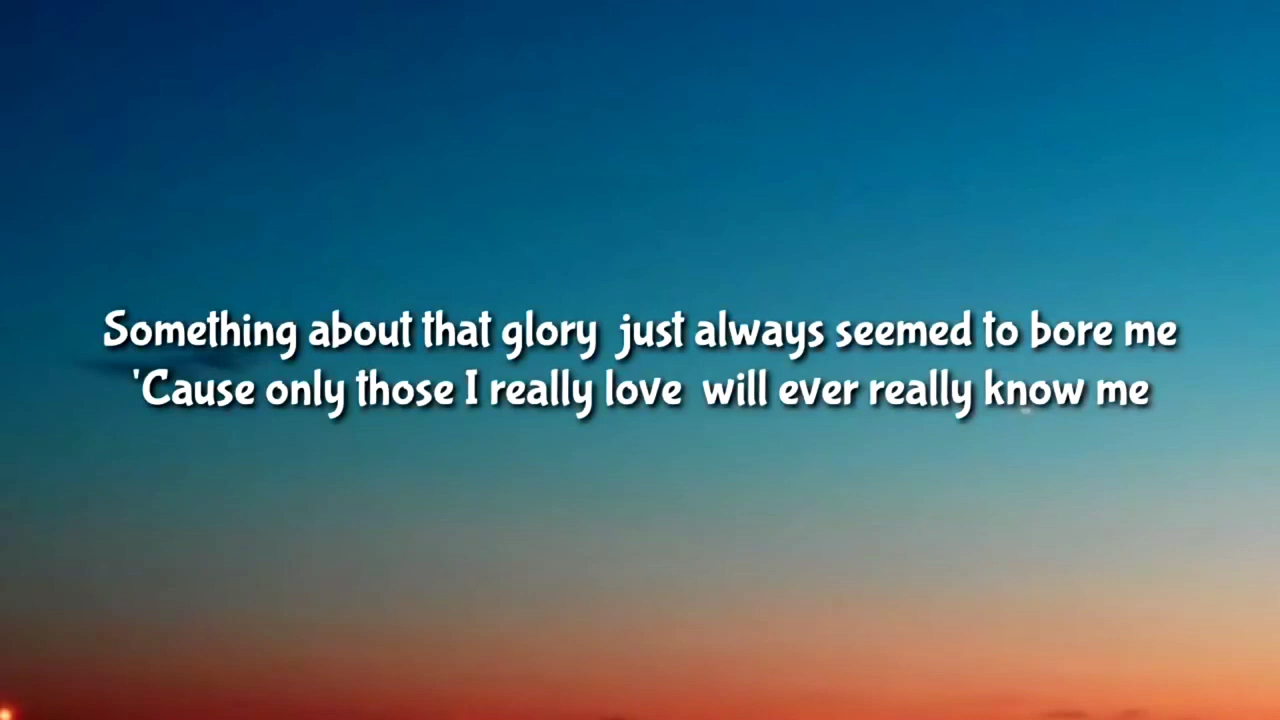 Something about that glory just always seemed to bore me
'Cause only those I really love will ever really know me